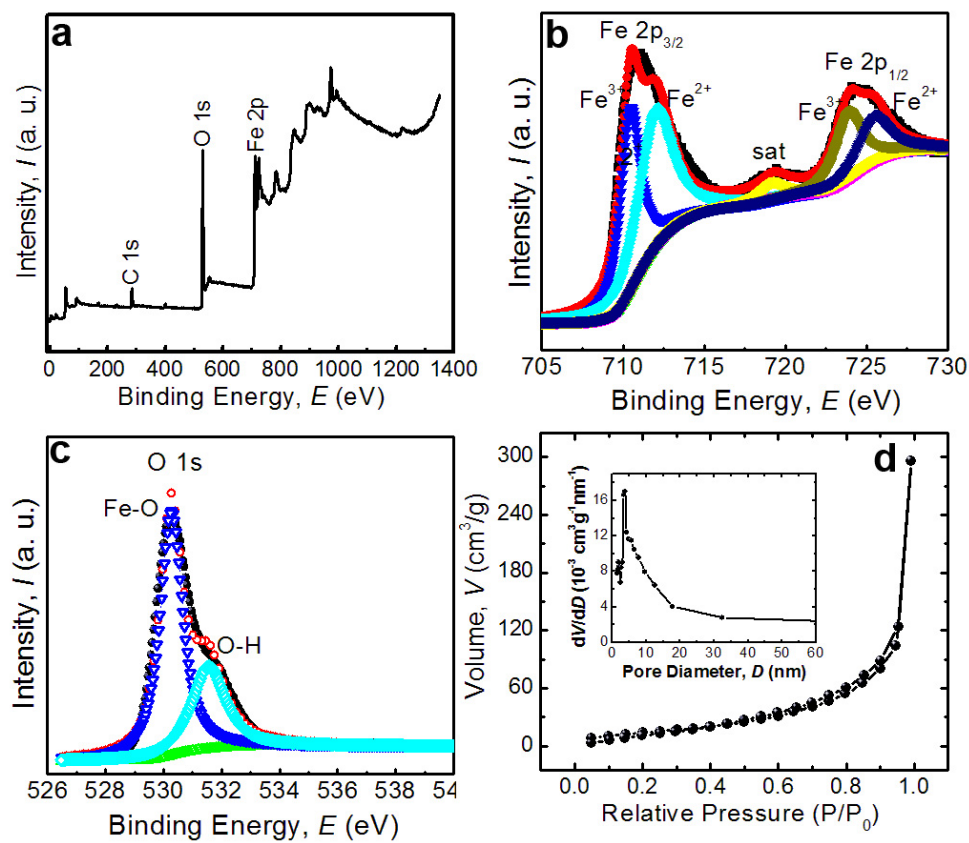 a
Intensity, I (a. u.)
C 1s
O 1s
Fe 2p
0 200 400 600 800 1000 1200 1400
Binding Energy, E (eV)
b
Intensity, I (a. u.)
Fe 2p3/2
Fe3+
Fe2+
sat
Fe 2p1/2
Fe3+
Fe2+
705 710 715 720 725 730
Binding Energy, E (eV)
c
Intensity, I (a. u.)
O 1s
Fe-O
O-H
526 528 530 532 534 54
Binding Energy, E (eV)
d
Volume, V (cm3/g)
300
240
180
120
60
0
0.0 0.2 0.4 0.6 0.8 1.0
Relative Pressure (P/P0)
dV/dD (10-3 cm3g-1nm-1)
16
12
8
4
0
0 10 20 30 40 50 60
Pore Diameter, D (nm)